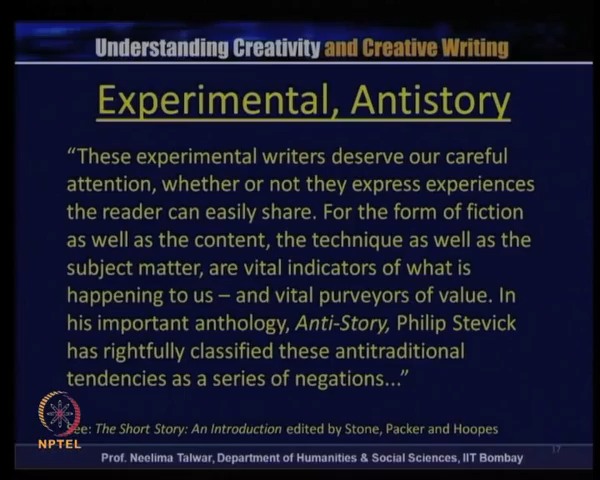 Understanding Creativity and Creative Writing
Experimental, Antistory
“These experimental writers deserve our careful
attention, whether or not they express experiences
the reader can easily share. For the form of fiction
as well as the content, the technique as well as the
subject matter, are vital indicators of what is
happening to us – and vital purveyors of value. In
his important anthology, Anti-Story, Philip Stevick
has rightfully classified these antitraditional
tendencies as a series of negations...”
The Short Story: An Introduction edited by Stone, Packer and Hoopes
NPTEL
17
Prof. Neelima Talwar, Department of Humanities & Social Sciences, IIT Bombay